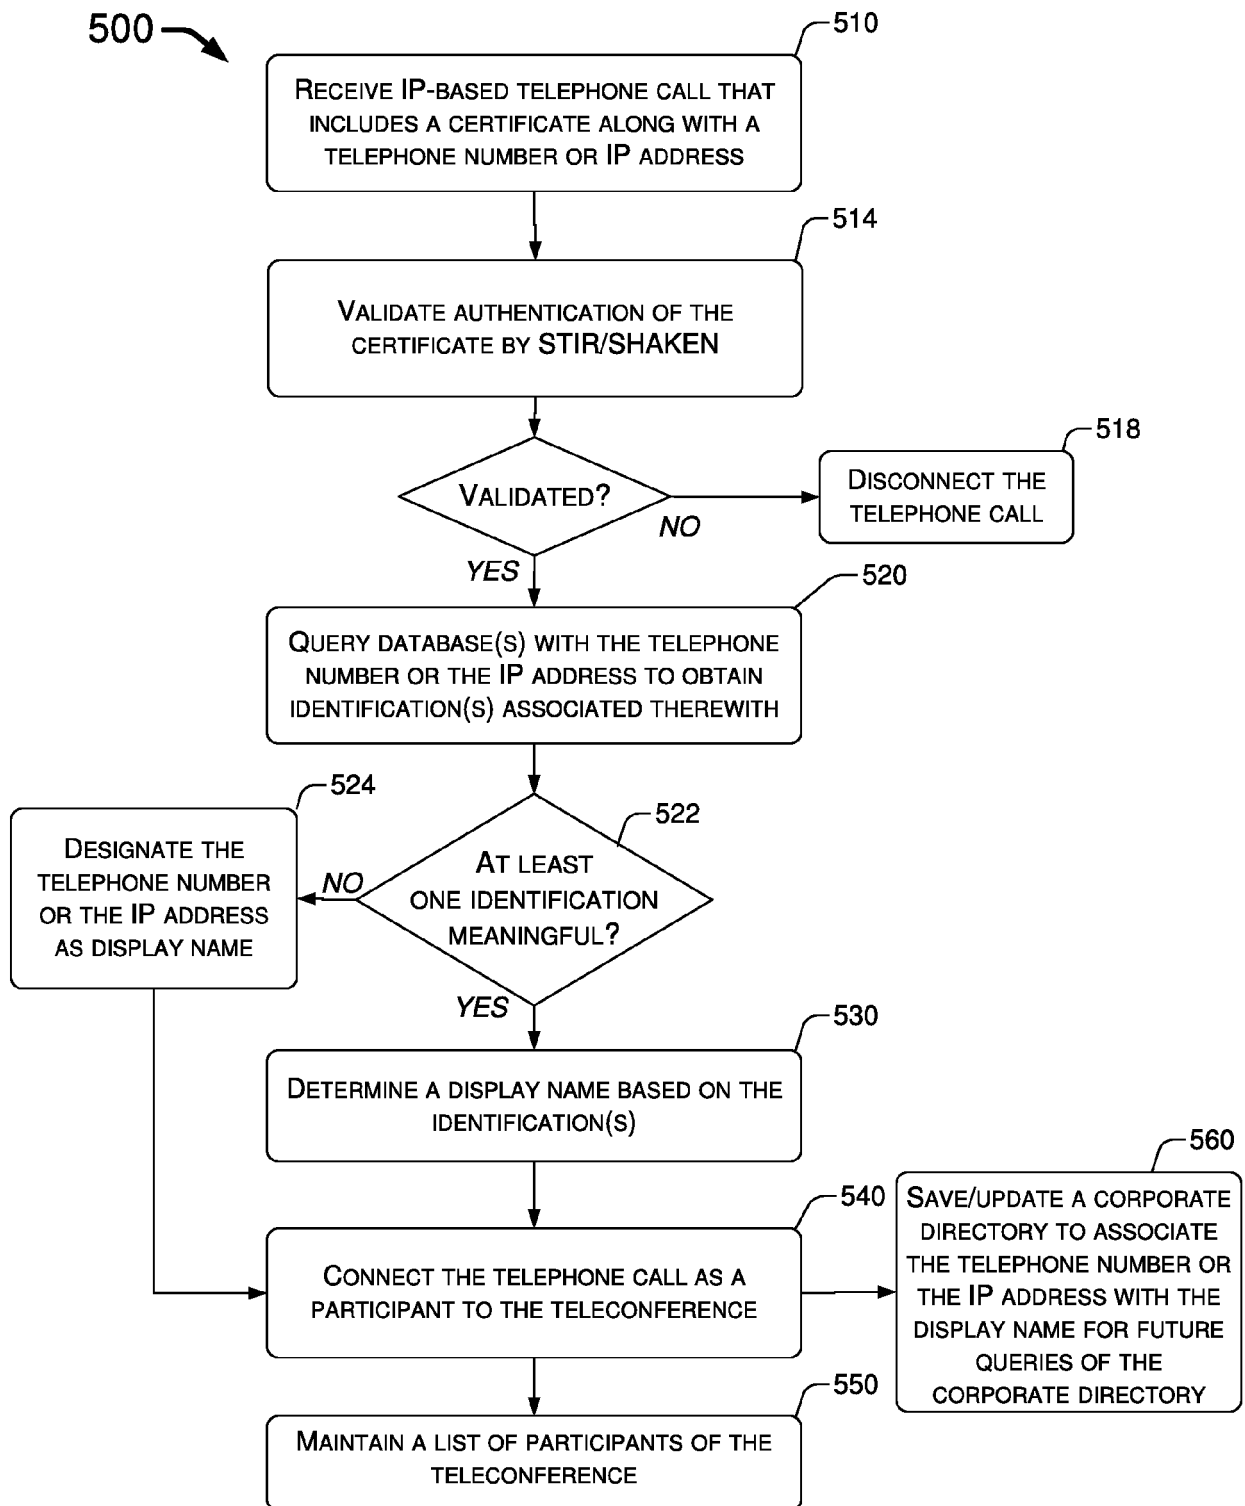 500
510
RECEIVE IP-BASED TELEPHONE CALL THAT
INCLUDES A CERTIFICATE ALONG WITH A
TELEPHONE NUMBER OR IP ADDRESS
514
VALIDATE AUTHENTICATION OF THE
CERTIFICATE BY STIR/SHAKEN
VALIDATED?
NO
518
DISCONNECT THE
TELEPHONE CALL
YES
520
QUERY DATABASE(S) WITH THE TELEPHONE
NUMBER OR THE IP ADDRESS TO OBTAIN
IDENTIFICATION(S) ASSOCIATED THEREWITH
522
AT LEAST
ONE IDENTIFICATION
MEANINGFUL?
NO
524
DESIGNATE THE
TELEPHONE NUMBER
OR THE IP ADDRESS
AS DISPLAY NAME
YES
530
DETERMINE A DISPLAY NAME BASED ON THE
IDENTIFICATION(S)
540
CONNECT THE TELEPHONE CALL AS A
PARTICIPANT TO THE TELECONFERENCE
560
SAVE/UPDATE A CORPORATE
DIRECTORY TO ASSOCIATE
THE TELEPHONE NUMBER OR
THE IP ADDRESS WITH THE
DISPLAY NAME FOR FUTURE
QUERIES OF THE
CORPORATE DIRECTORY
550
MAINTAIN A LIST OF PARTICIPANTS OF THE
TELECONFERENCE